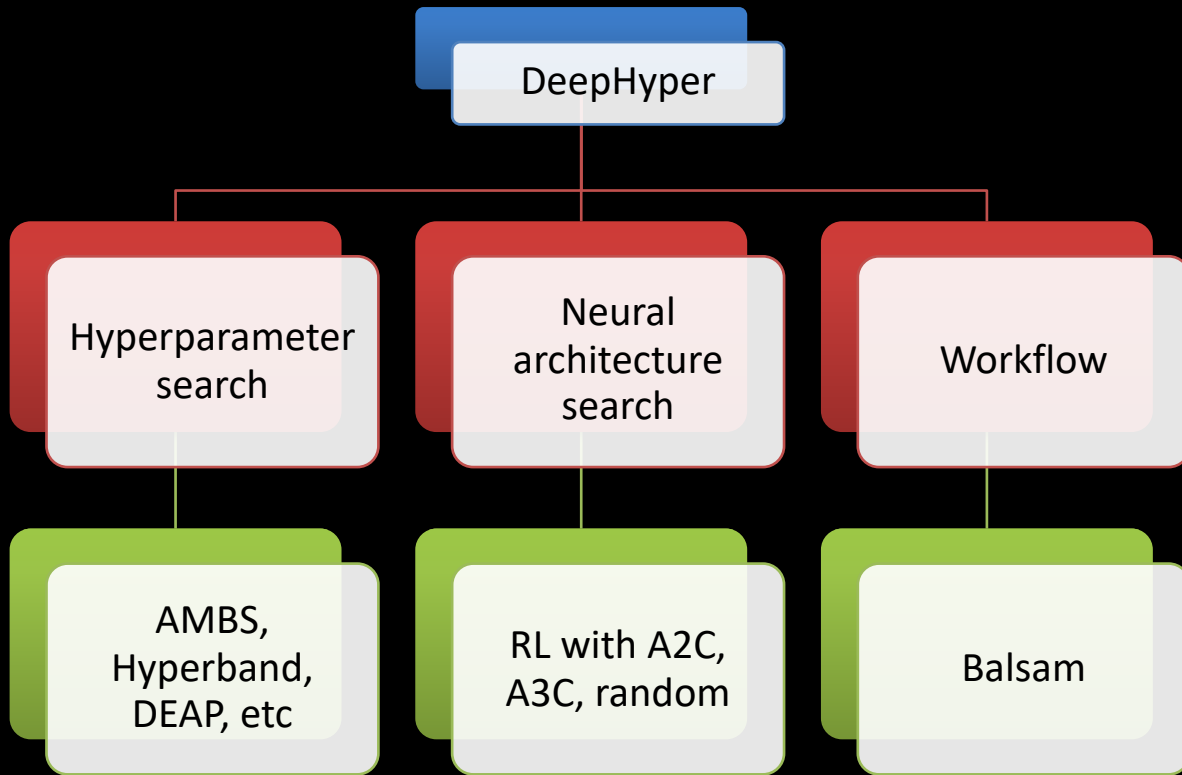 DeepHyper
Hyperparameter
search
Neural
architecture
search
Workflow
AMBS,
Hyperband,
DEAP, etc
RL with A2C,
A3C, random
Balsam